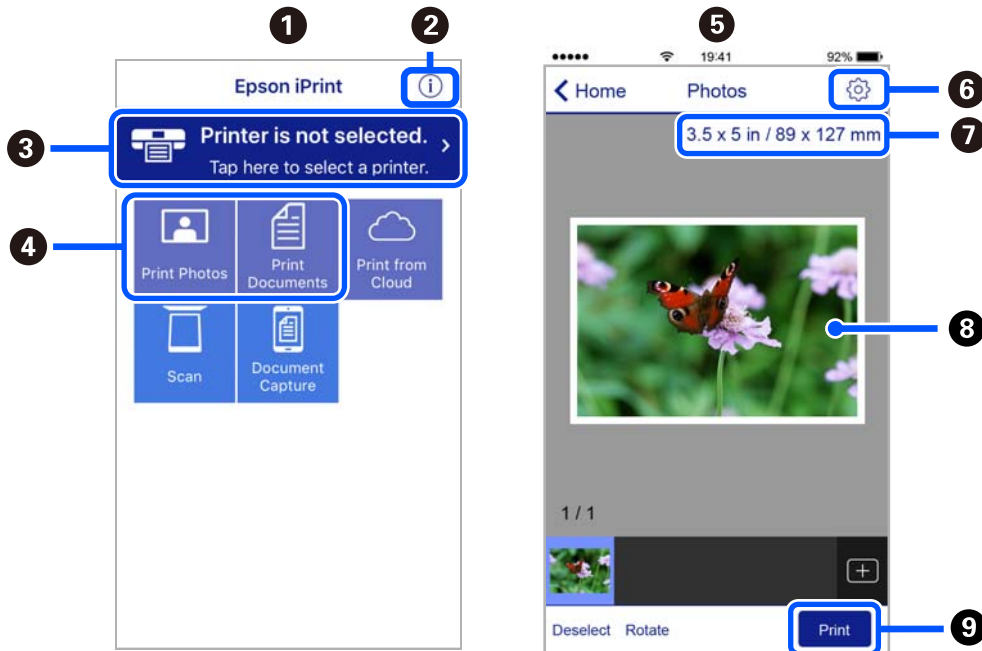 1
2
Epson iPrint
i
3
Printer is not selected.
Tap here to select a printer.
4
Print Photos
Print
Documents
Print from
Cloud
Scan
Document
Capture
5
19:41
92%
Home
Photos
6
3.5 x 5 in / 89 x 127 mm
7
8
1 / 1
Deselect
Rotate
Print
9